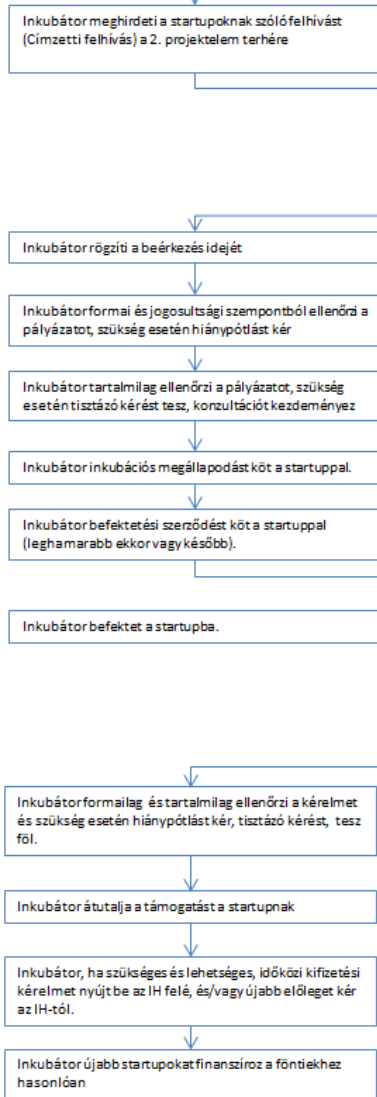 Inkubátor meghirdeti a startupoknak szóló felhívást
(Címzetti felhívás) a 2. projektelem terhére
Inkubátor rögzíti a beérkezés idejét
Inkubátor formai és jogosultsági szempontból ellenőrzi a
pályázatot, szükség esetén hiánypótlást kér
Inkubátor tartalmilag ellenőrzi a pályázatot, szükség
esetén tisztázó kérést tesz, konzultációt kezdeményez
Inkubátor inkubációs megállapodást köt a startuppal.
Inkubátor befektetési szerződést köt a startuppal
(leghamarabb ekkor vagy később).
Inkubátor befektet a startupba.
Inkubátor formailag és tartalmilag ellenőrzi a kérelmet
és szükség esetén hiánypótlást kér, tisztázó kérést, tesz
föl.
Inkubátor átutalja a támogatást a startupnak
Inkubátor, ha szükséges és lehetséges, időközi kifizetési
kérelmet nyújt be az IH felé, és/vagy újabb előleget kér
az IH-tól.
Inkubátor újabb startupokat finanszíroz a föntiekhez
hasonlóan